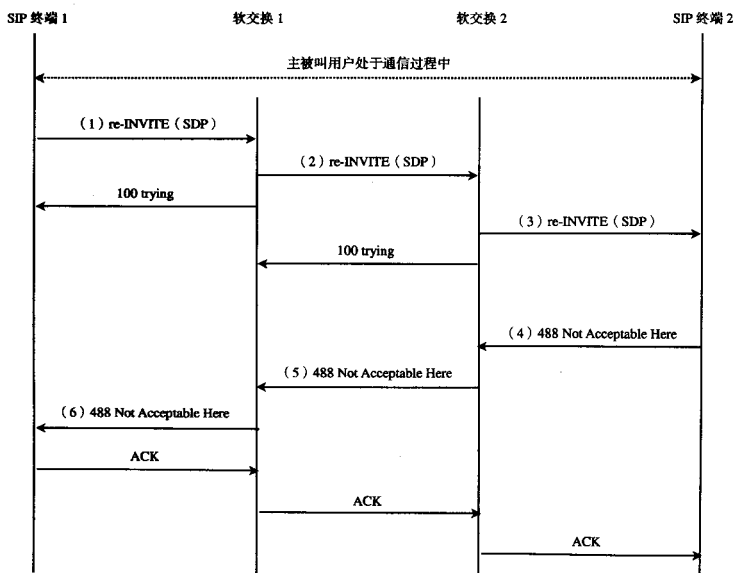 SIP 终端 1 软交换 1 软交换 2 SIP 终端 2
主被叫用户处于通信过程中
（1）re-INVITE（SDP）
（2）re-INVITE（SDP）
100 trying
（3）re-INVITE（SDP）
100 trying
（4）488 Not Acceptable Here
（5）488 Not Acceptable Here
（6）488 Not Acceptable Here
ACK
ACK
ACK